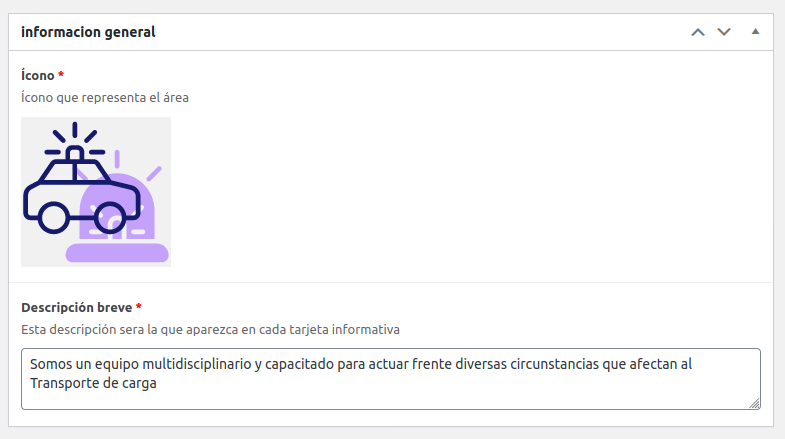 informacion general
Ícono *
Ícono que representa el área
Descripción breve *
Esta descripción sera la que aparezca en cada tarjeta informativa
Somos un equipo multidisciplinario y capacitado para actuar frente diversas circunstancias que afectan al
Transporte de carga